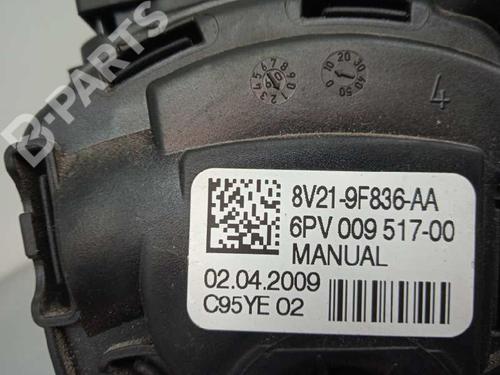 B-PARTS
4
8V21-9F836-AA
6PV 009 517-00
MANUAL
02.04.2009
C95YE 02